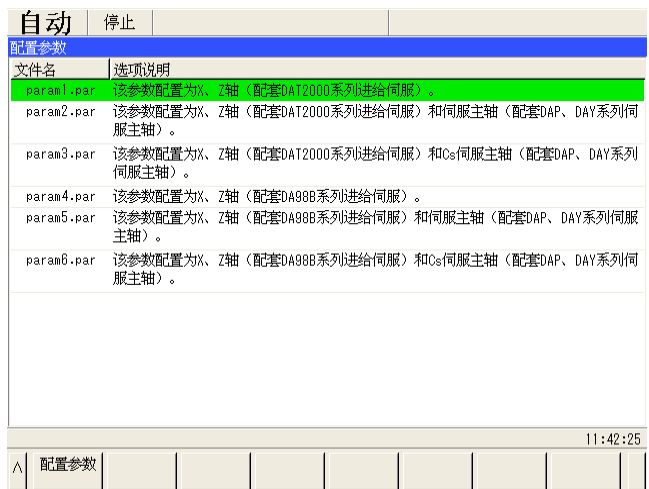 自动 停止
配置参数
文件名 选项说明
param1.par 该参数配置为X、Z轴（配套DAT2000系列进给伺服）。
param2.par 该参数配置为X、Z轴（配套DAT2000系列进给伺服）和伺服主轴（配套DAP、DAY系列伺
服主轴）。
param3.par 该参数配置为X、Z轴（配套DAT2000系列进给伺服）和Cs伺服主轴（配套DAP、DAY系列
伺服主轴）。
param4.par 该参数配置为X、Z轴（配套DA98B系列进给伺服）。
param5.par 该参数配置为X、Z轴（配套DA98B系列进给伺服）和伺服主轴（配套DAP、DAY系列伺服
主轴）。
param6.par 该参数配置为X、Z轴（配套DA98B系列进给伺服）和Cs伺服主轴（配套DAP、DAY系列伺
服主轴）。
11:42:25
∧ 配置参数